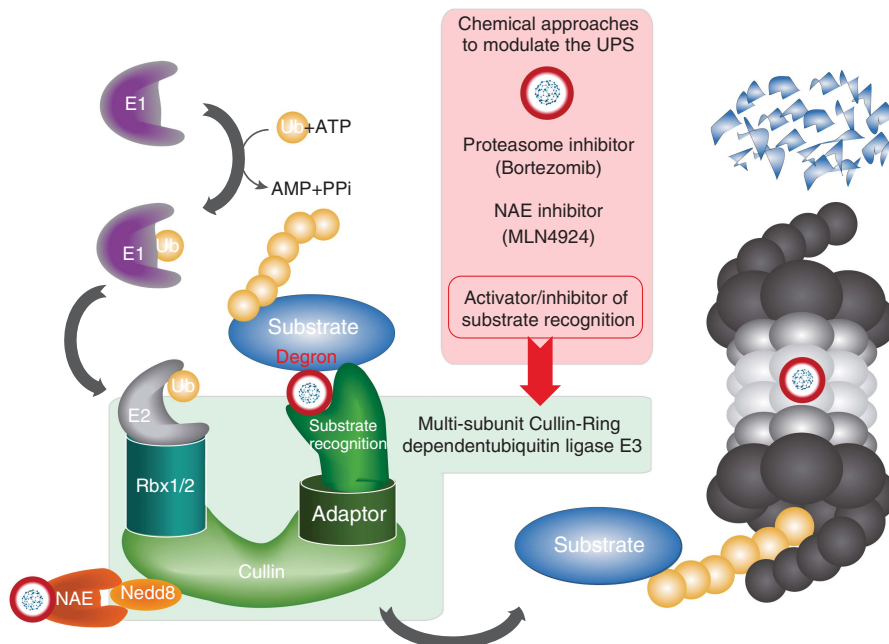 Chemical approaches
to modulate the UPS
E1
Ub+ATP
Proteasome inhibitor
(Bortezomib)
AMP+PPi
NAE inhibitor
(MLN4924)
E1
Ub
Activator/inhibitor of
substrate recognition
Substrate
Degron
Ub
E2
Substrate
recognition
Multi-subunit Cullin-Ring
dependentubiquitin ligase E3
Rbx1/2
Adaptor
Substrate
Cullin
NAE
Nedd8